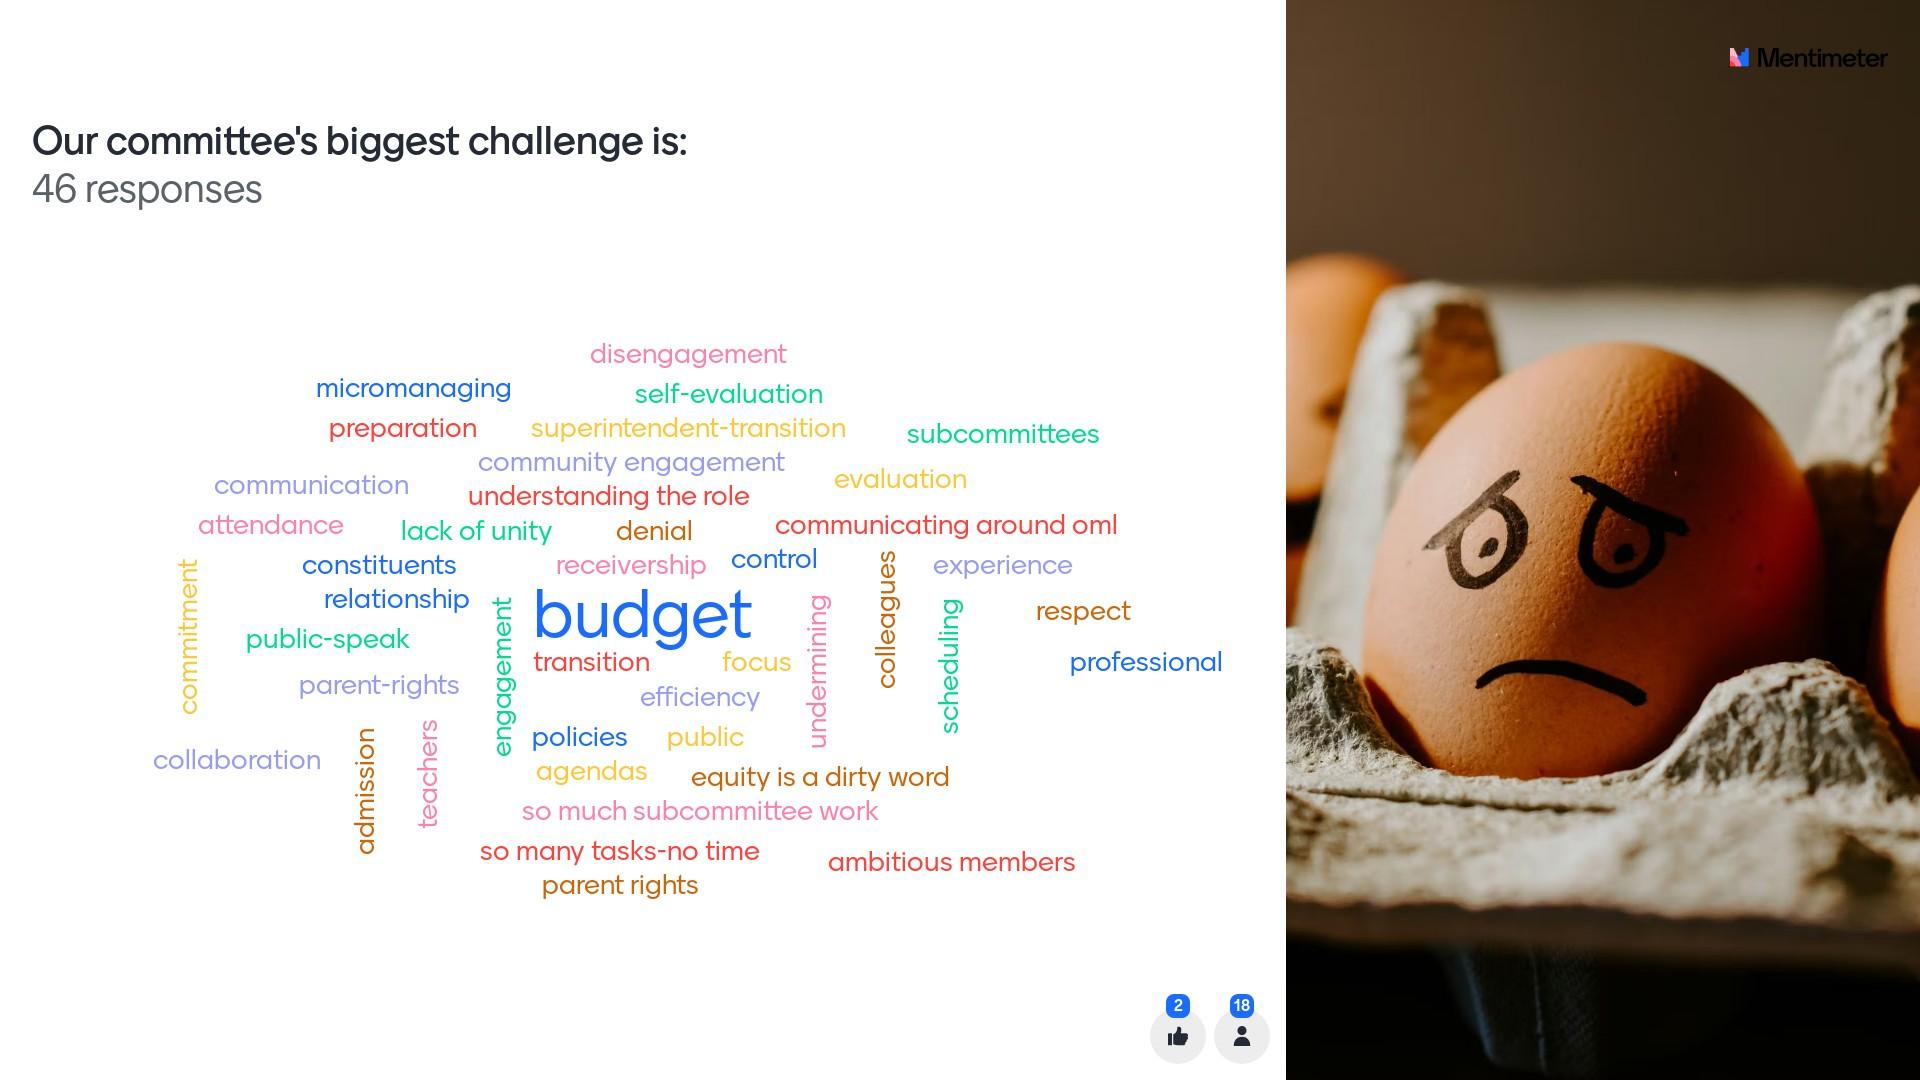 Mentimeter
Our committee's biggest challenge is:
46 responses
disengagement
micromanaging
self-evaluation
preparation
superintendent-transition
subcommittees
community engagement
evaluation
communication
understanding the role
attendance
lack of unity
denial
communicating around oml
constituents
receivership
control
colleagues
experience
commitment
relationship
engagement
budget
undermining
scheduling
respect
public-speak
transition
focus
professional
parent-rights
efficiency
policies
public
collaboration
admission
teachers
agendas
equity is a dirty word
so much subcommittee work
so many tasks-no time
ambitious members
parent rights
2
18